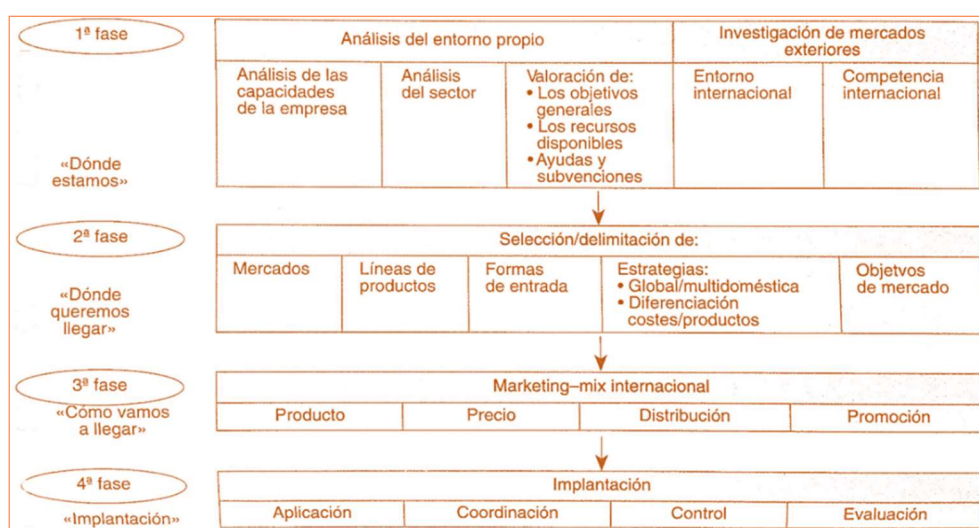 1ª fase
Análisis del entorno propio
Investigación de mercados
exteriores
Análisis de las
capacidades
de la empresa
Análisis
del sector
Valoración de:
• Los objetivos
generales
• Los recursos
disponibles
• Ayudas y
subvenciones
Entorno
internacional
Competencia
internacional
«Dónde
estamos»
2ª fase
Selección/delimitación de:
Mercados
Líneas de
productos
Formas
de entrada
Estrategias:
• Global/multidoméstica
• Diferenciación
costes/productos
Objetvos
de mercado
«Dónde
queremos
llegar»
3ª fase
Marketing–mix internacional
«Cómo vamos
a llegar»
Producto
Precio
Distribución
Promoción
4ª fase
Implantación
«Implantación»
Aplicación
Coordinación
Control
Evaluación